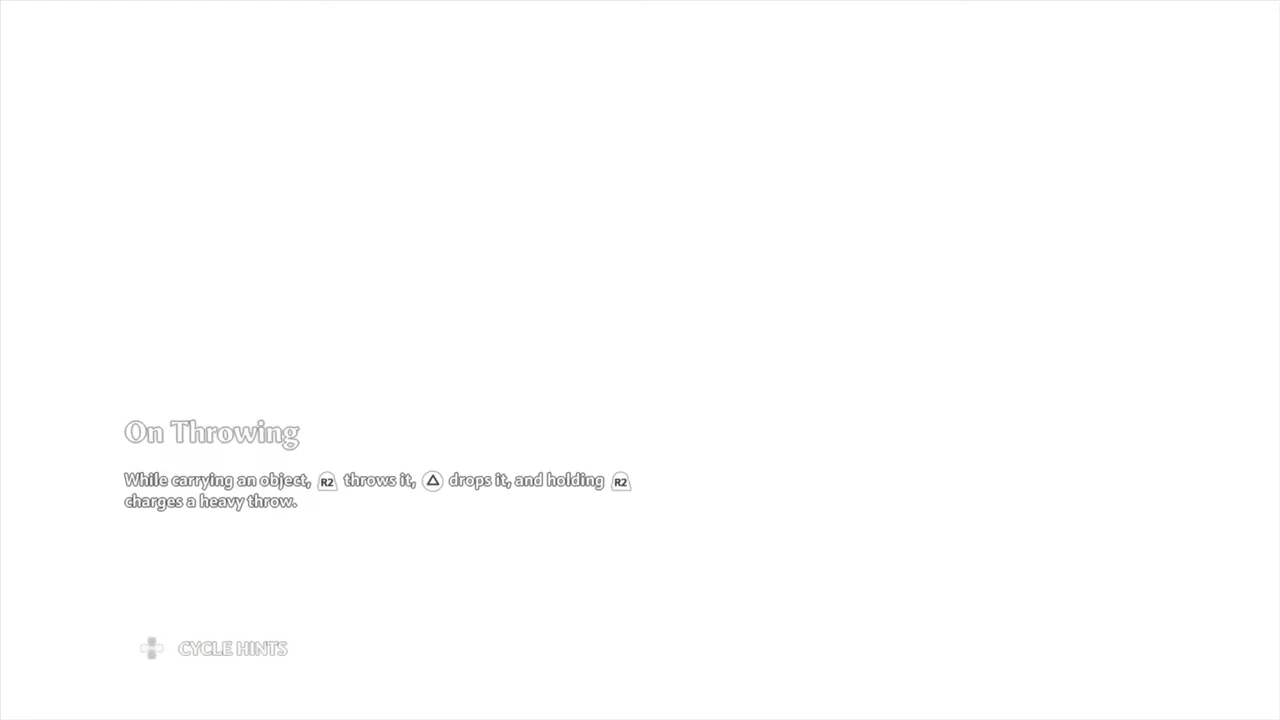 On Throwing
While carrying an object, R2 throws it, △ drops it, and holding R2
charges a heavy throw.
CYCLE HINTS